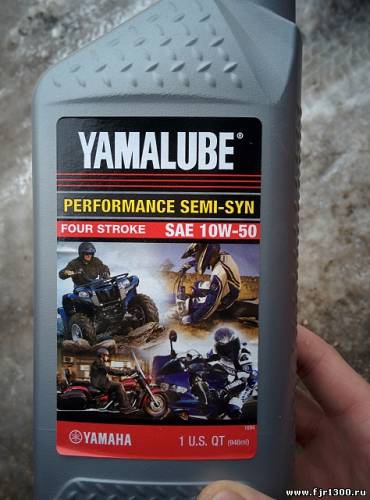 YAMALUBE®
PERFORMANCE SEMI-SYN
FOUR STROKE SAE 10W-50
YAMAHA 1 U.S. QT (946ml)
www.fjr1300.ru